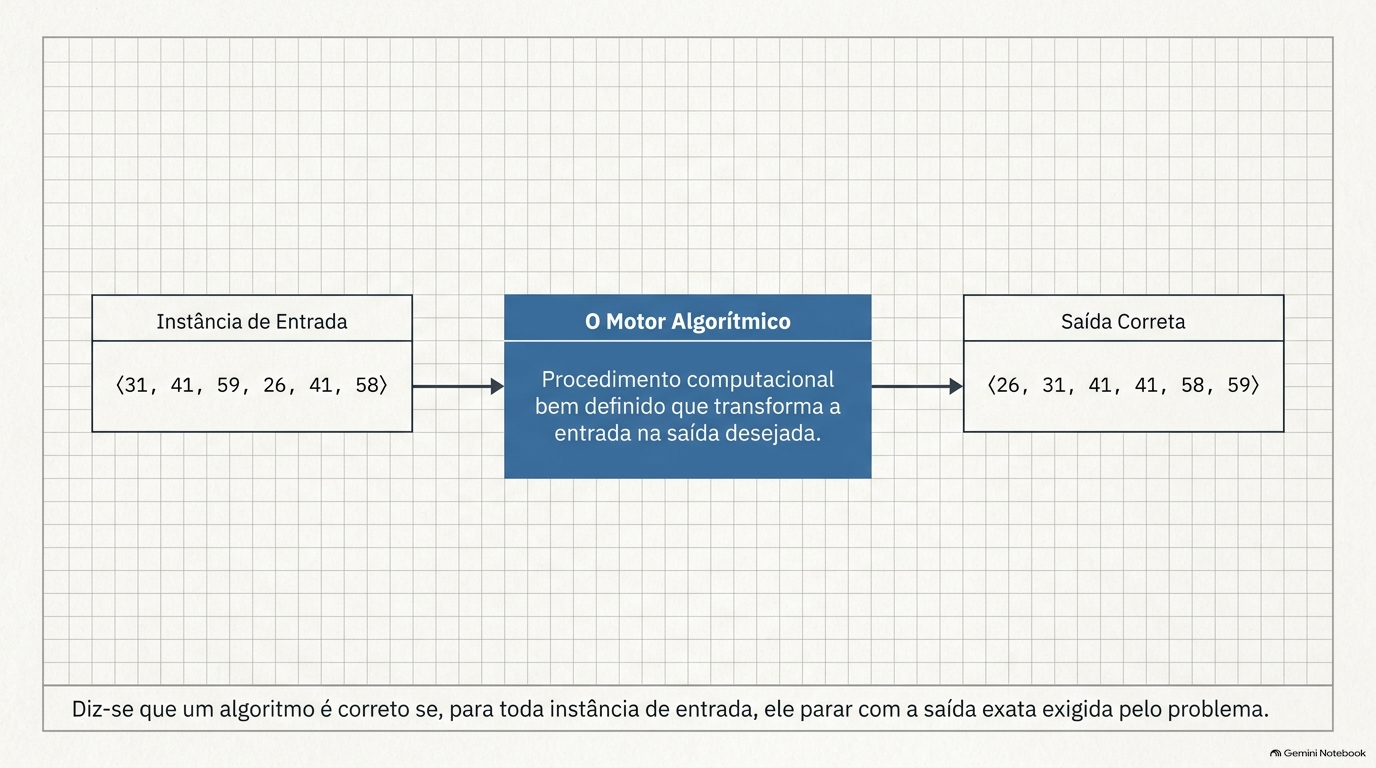 Instância de Entrada
⟨31, 41, 59, 26, 41, 58⟩
O Motor Algorítmico
Procedimento computacional
bem definido que transforma a
entrada na saída desejada.
Saída Correta
⟨26, 31, 41, 41, 58, 59⟩
Diz-se que um algoritmo é correto se, para toda instância de entrada, ele parar com a saída exata exigida pelo problema.
Gemini Notebook